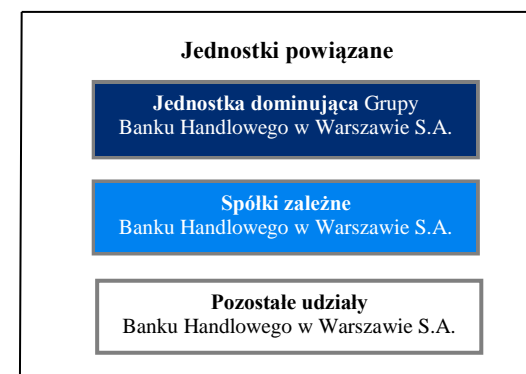 Jednostki powiązane
Jednostka dominująca Grupy
Banku Handlowego w Warszawie S.A.
Spółki zależne
Banku Handlowego w Warszawie S.A.
Pozostałe udziały
Banku Handlowego w Warszawie S.A.